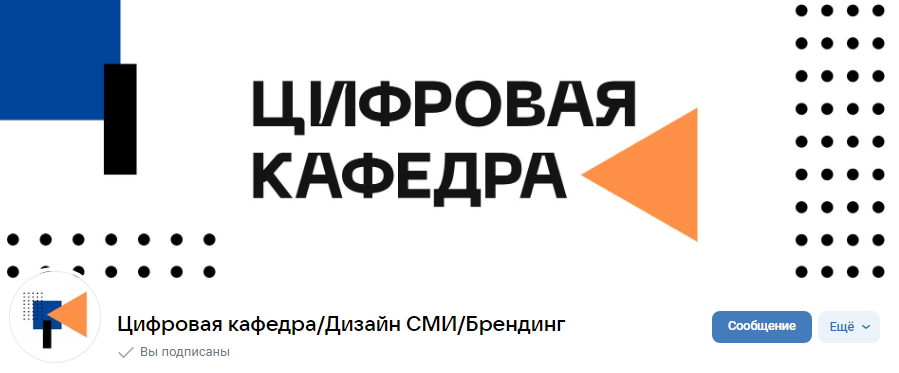 ЦИФРОВАЯ
КАФЕДРА
Цифровая кафедра/Дизайн СМИ/Брендинг
Вы подписаны
Сообщение
Ещё